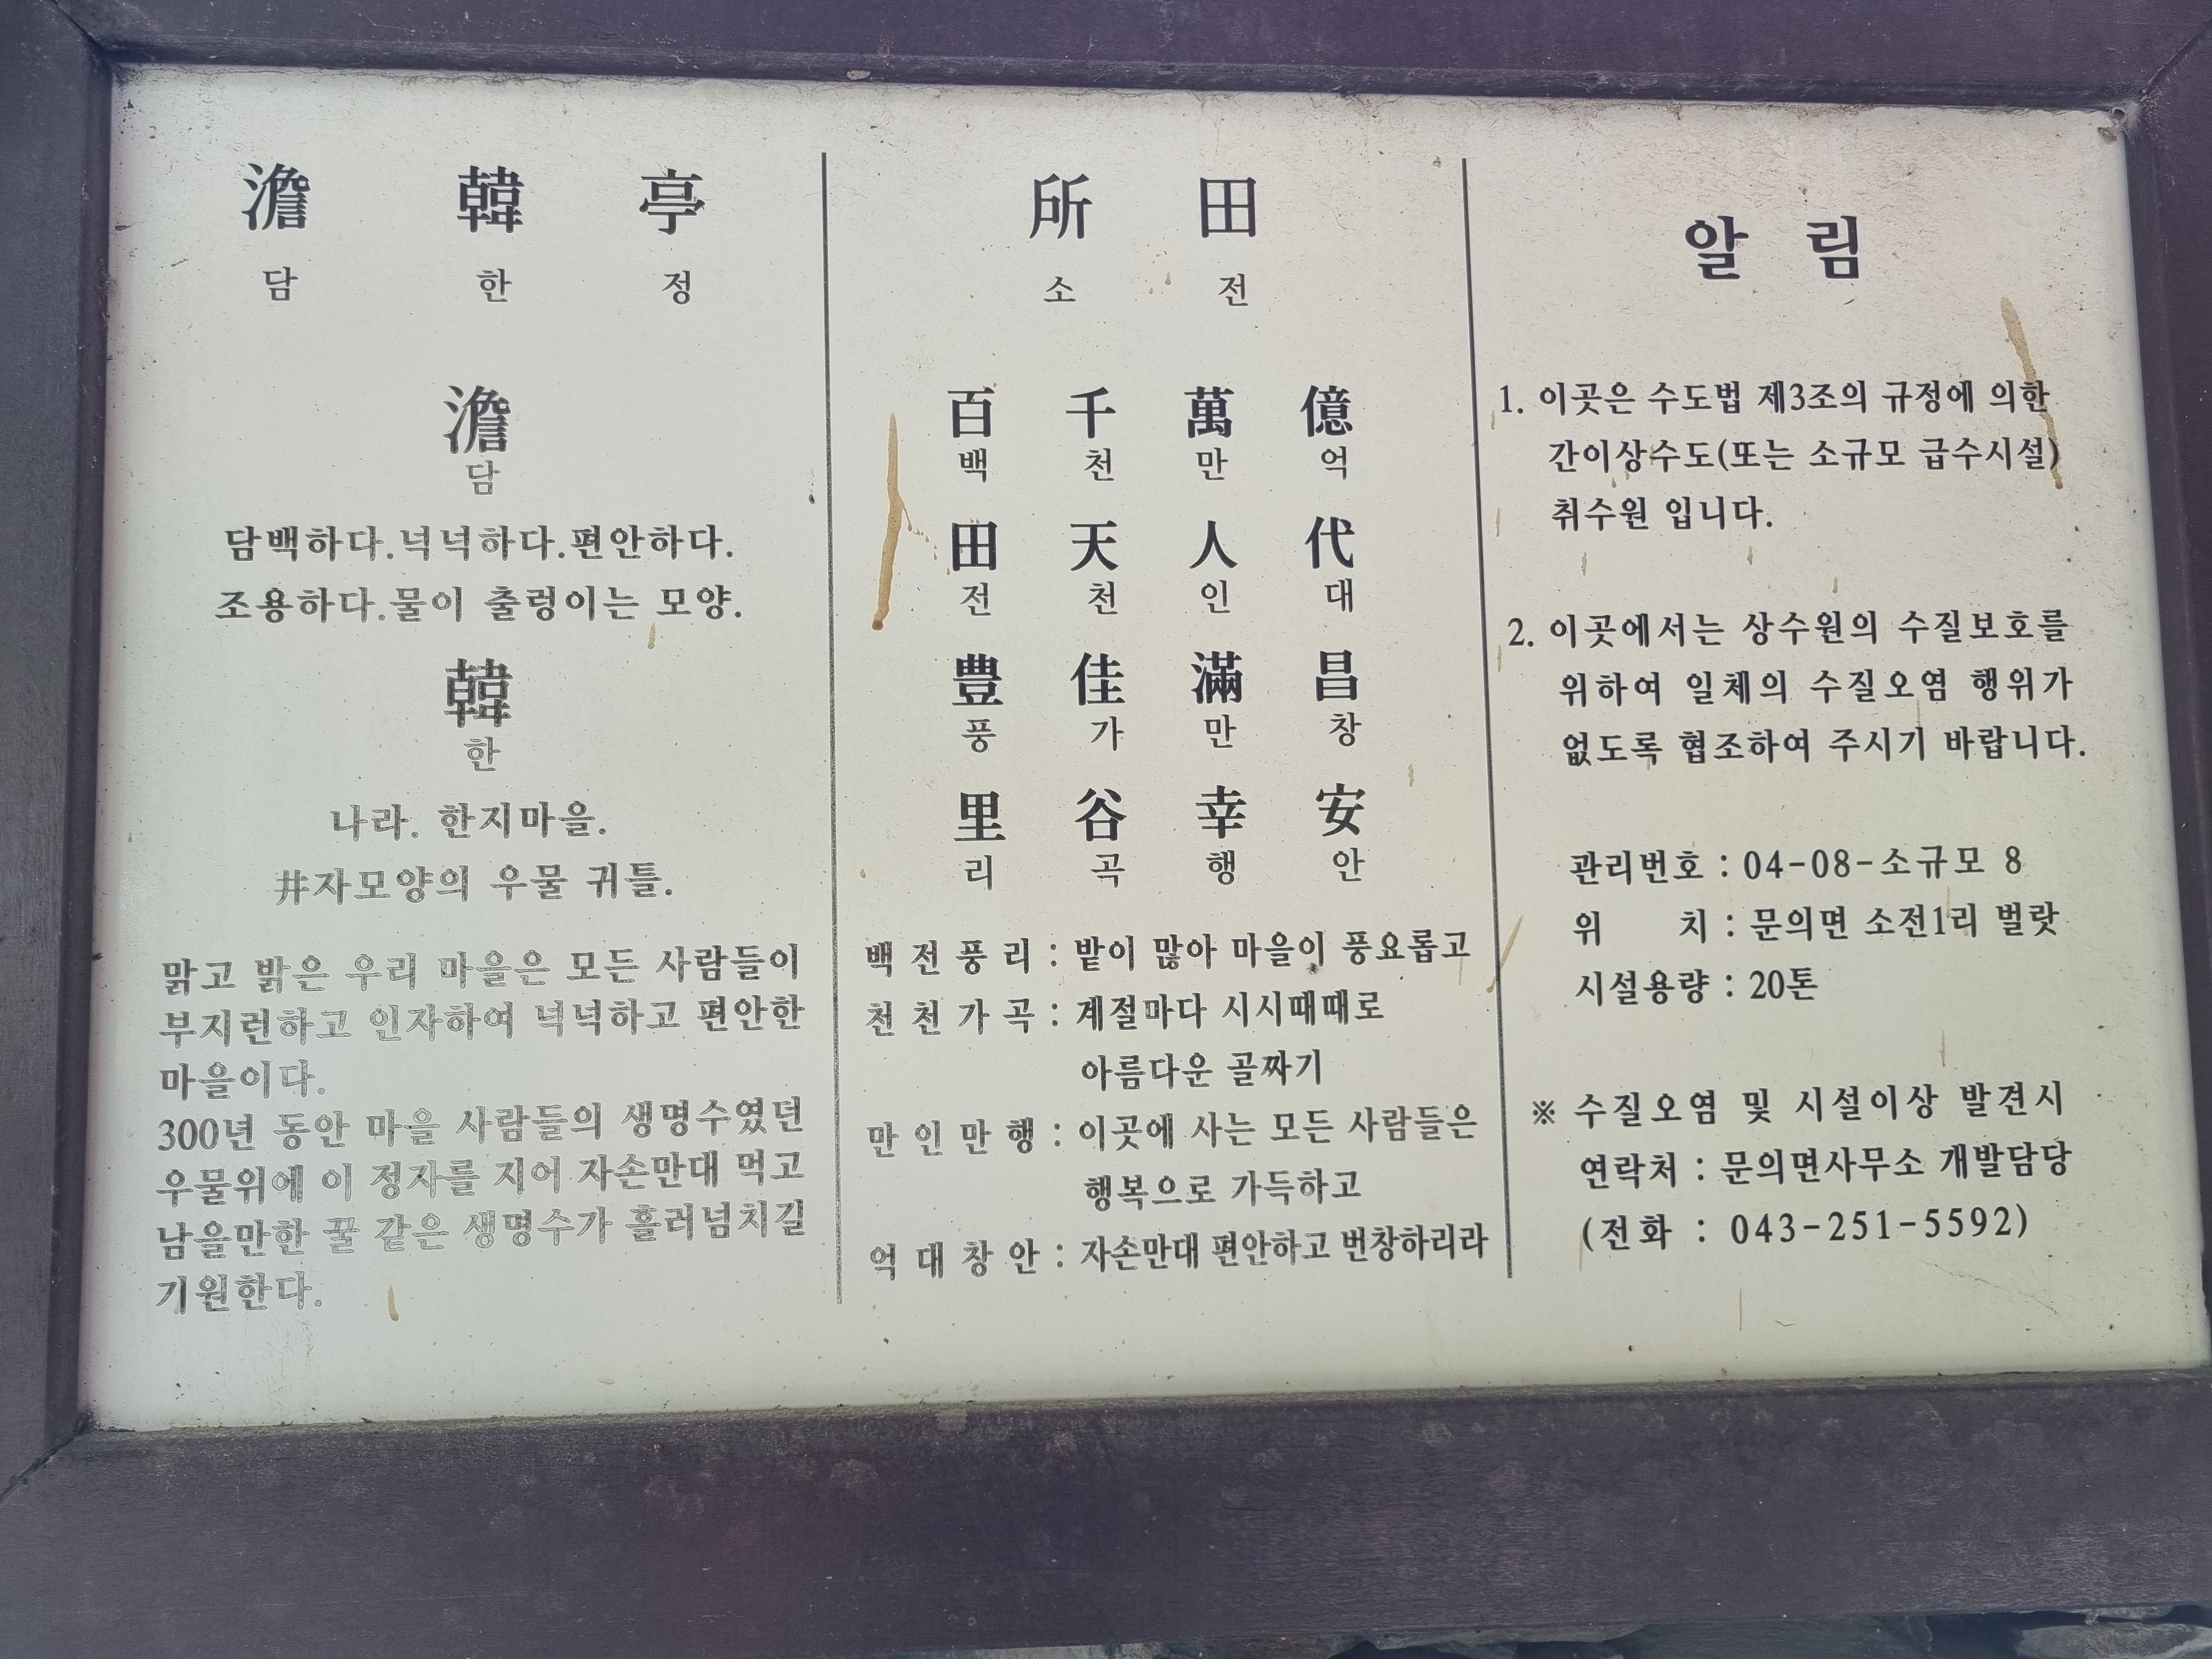 澹 韓 亭
담 한 정
澹
담
담백하다.넉넉하다.편안하다.
조용하다.물이 출렁이는 모양.
韓
한
나라. 한지마을.
井자모양의 우물 귀틀.
맑고 밝은 우리 마을은 모든 사람들이
부지런하고 인자하여 넉넉하고 편안한
마을이다.
300년 동안 마을 사람들의 생명수였던
우물위에 이 정자를 지어 자손만대 먹고
남을만한 꿀 같은 생명수가 흘러넘치길
기원한다.
所 田
소 전
百 千 萬 億
백 천 만 억
田 天 人 代
전 천 인 대
豊 佳 滿 昌
풍 가 만 창
里 谷 幸 安
리 곡 행 안
백 전 풍 리 : 밭이 많아 마을이 풍요롭고
천 천 가 곡 : 계절마다 시시때때로
아름다운 골짜기
만 인 만 행 : 이곳에 사는 모든 사람들은
행복으로 가득하고
억 대 창 안 : 자손만대 편안하고 번창하리라
알 림
1. 이곳은 수도법 제3조의 규정에 의한
간이상수도(또는 소규모 급수시설)
취수원 입니다.
2. 이곳에서는 상수원의 수질보호를
위하여 일체의 수질오염 행위가
없도록 협조하여 주시기 바랍니다.
관리번호 : 04-08-소규모 8
위 치 : 문의면 소전1리 벌랏
시설용량 : 20톤
※ 수질오염 및 시설이상 발견시
연락처 : 문의면사무소 개발담당
(전화 : 043-251-5592)